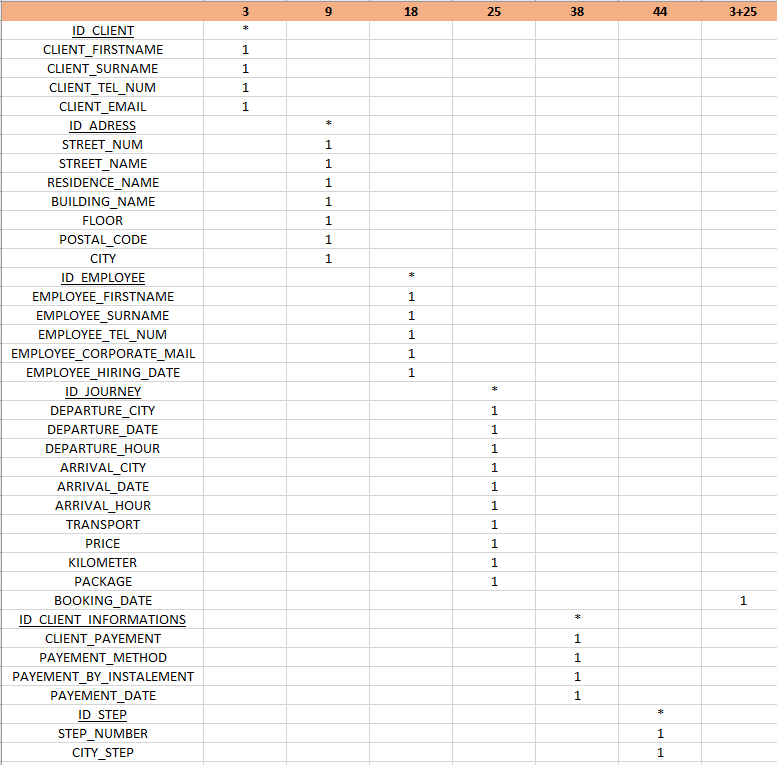 3 9 18 25 38 44 3+25
ID_CLIENT *
CLIENT_FIRSTNAME 1
CLIENT_SURNAME 1
CLIENT_TEL_NUM 1
CLIENT_EMAIL 1
ID_ADRESS *
STREET_NUM 1
STREET_NAME 1
RESIDENCE_NAME 1
BUILDING_NAME 1
FLOOR 1
POSTAL_CODE 1
CITY 1
ID_EMPLOYEE *
EMPLOYEE_FIRSTNAME 1
EMPLOYEE_SURNAME 1
EMPLOYEE_TEL_NUM 1
EMPLOYEE_CORPORATE_MAIL 1
EMPLOYEE_HIRING_DATE 1
ID_JOURNEY *
DEPARTURE_CITY 1
DEPARTURE_DATE 1
DEPARTURE_HOUR 1
ARRIVAL_CITY 1
ARRIVAL_DATE 1
ARRIVAL_HOUR 1
TRANSPORT 1
PRICE 1
KILOMETER 1
PACKAGE 1
BOOKING_DATE 1
ID_CLIENT_INFORMATIONS *
CLIENT_PAYEMENT 1
PAYEMENT_METHOD 1
PAYEMENT_BY_INSTALEMENT 1
PAYEMENT_DATE 1
ID_STEP *
STEP_NUMBER 1
CITY_STEP 1